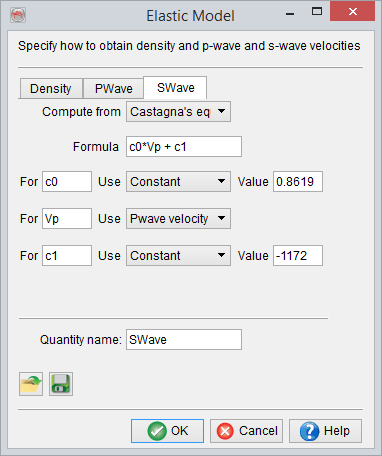 Elastic Model
Specify how to obtain density and p-wave and s-wave velocities
Density PWave SWave
Compute from Castagna's eq
Formula c0*Vp + c1
For c0 Use Constant Value 0.8619
For Vp Use Pwave velocity
For c1 Use Constant Value -1172
Quantity name: SWave
OK Cancel Help